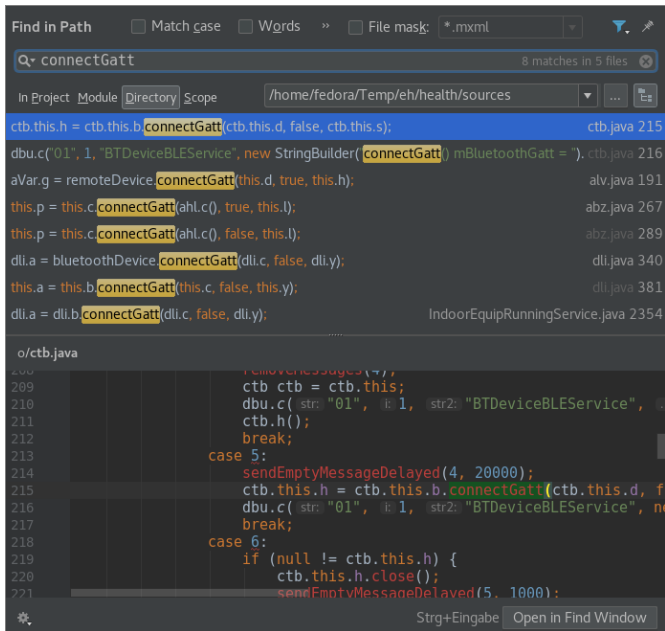 Find in Path Match case Words » File mask: *.mxml
connectGatt 8 matches in 5 files
In Project Module Directory Scope /home/fedora/Temp/eh/health/sources ...
ctb.this.h = ctb.this.b.connectGatt(ctb.this.d, false, ctb.this.s); ctb.java 215
dbu.c("01", 1, "BTDeviceBLEService", new StringBuilder("connectGatt() mBluetoothGatt = "). ctb.java 216
aVar.g = remoteDevice.connectGatt(this.d, true, this.h); alv.java 191
this.p = this.c.connectGatt(ahl.c(), true, this.l); abz.java 267
this.p = this.c.connectGatt(ahl.c(), false, this.l); abz.java 289
dli.a = bluetoothDevice.connectGatt(dli.c, false, dli.y); dli.java 340
this.a = this.b.connectGatt(this.c, false, this.y); dli.java 381
dli.a = dli.b.connectGatt(dli.c, false, dli.y); IndoorEquipRunningService.java 2354
o/ctb.java
208 removeMessages(4);
209 ctb ctb = ctb.this;
210 dbu.c( str: "01", i: 1, str2: "BTDeviceBLEService", .
211 ctb.h();
212 break;
213 case 5:
214 sendEmptyMessageDelayed(4, 20000);
215 ctb.this.h = ctb.this.b.connectGatt(ctb.this.d, f
216 dbu.c( str: "01", i: 1, str2: "BTDeviceBLEService", ne
217 break;
218 case 6:
219 if (null != ctb.this.h) {
220 ctb.this.h.close();
221 sendEmptyMessageDelayed(5, 1000);
Strg+Eingabe Open in Find Window